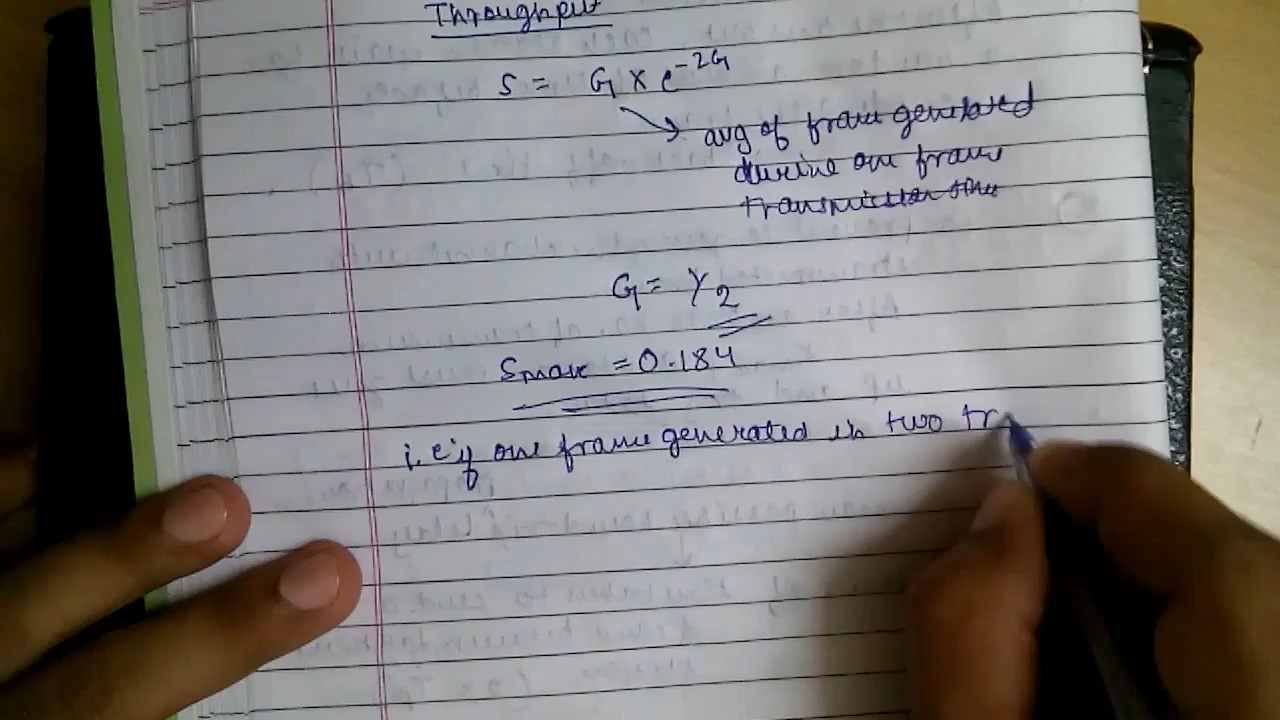 Throughput
S = G × e^-2G
avg of frame generated
during one frame
transmission time
G = 1/2
Smax = 0.184
i.e if one frame generated in two tr